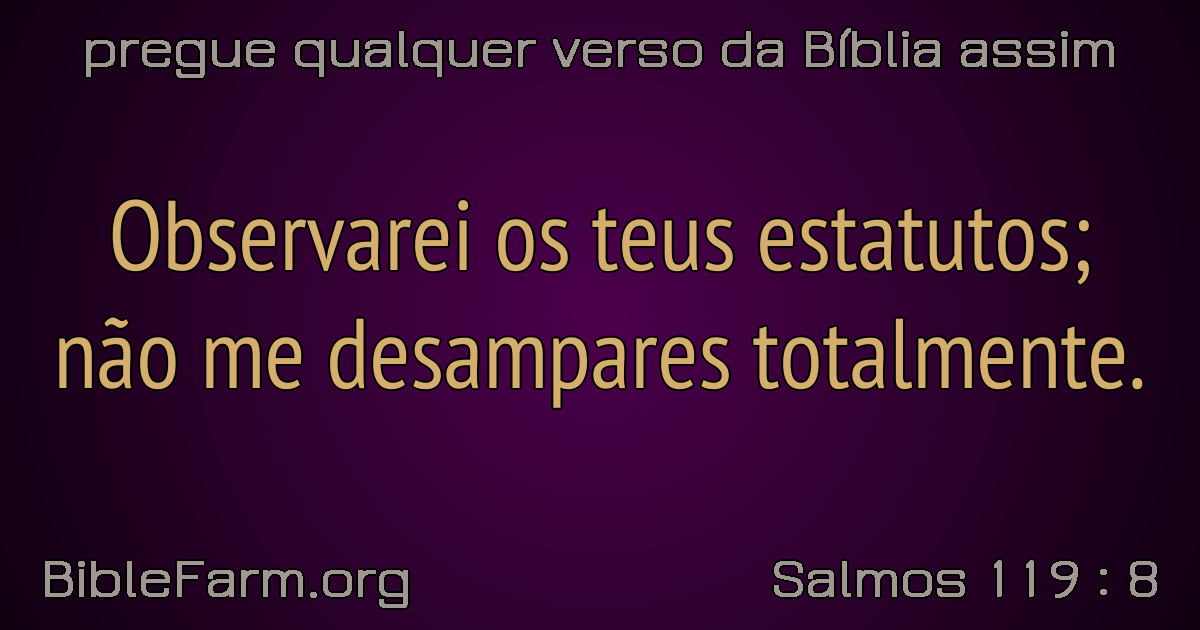 pregue qualquer verso da Bíblia assim
Observarei os teus estatutos;
não me desampares totalmente.
BibleFarm.org
Salmos 119 : 8